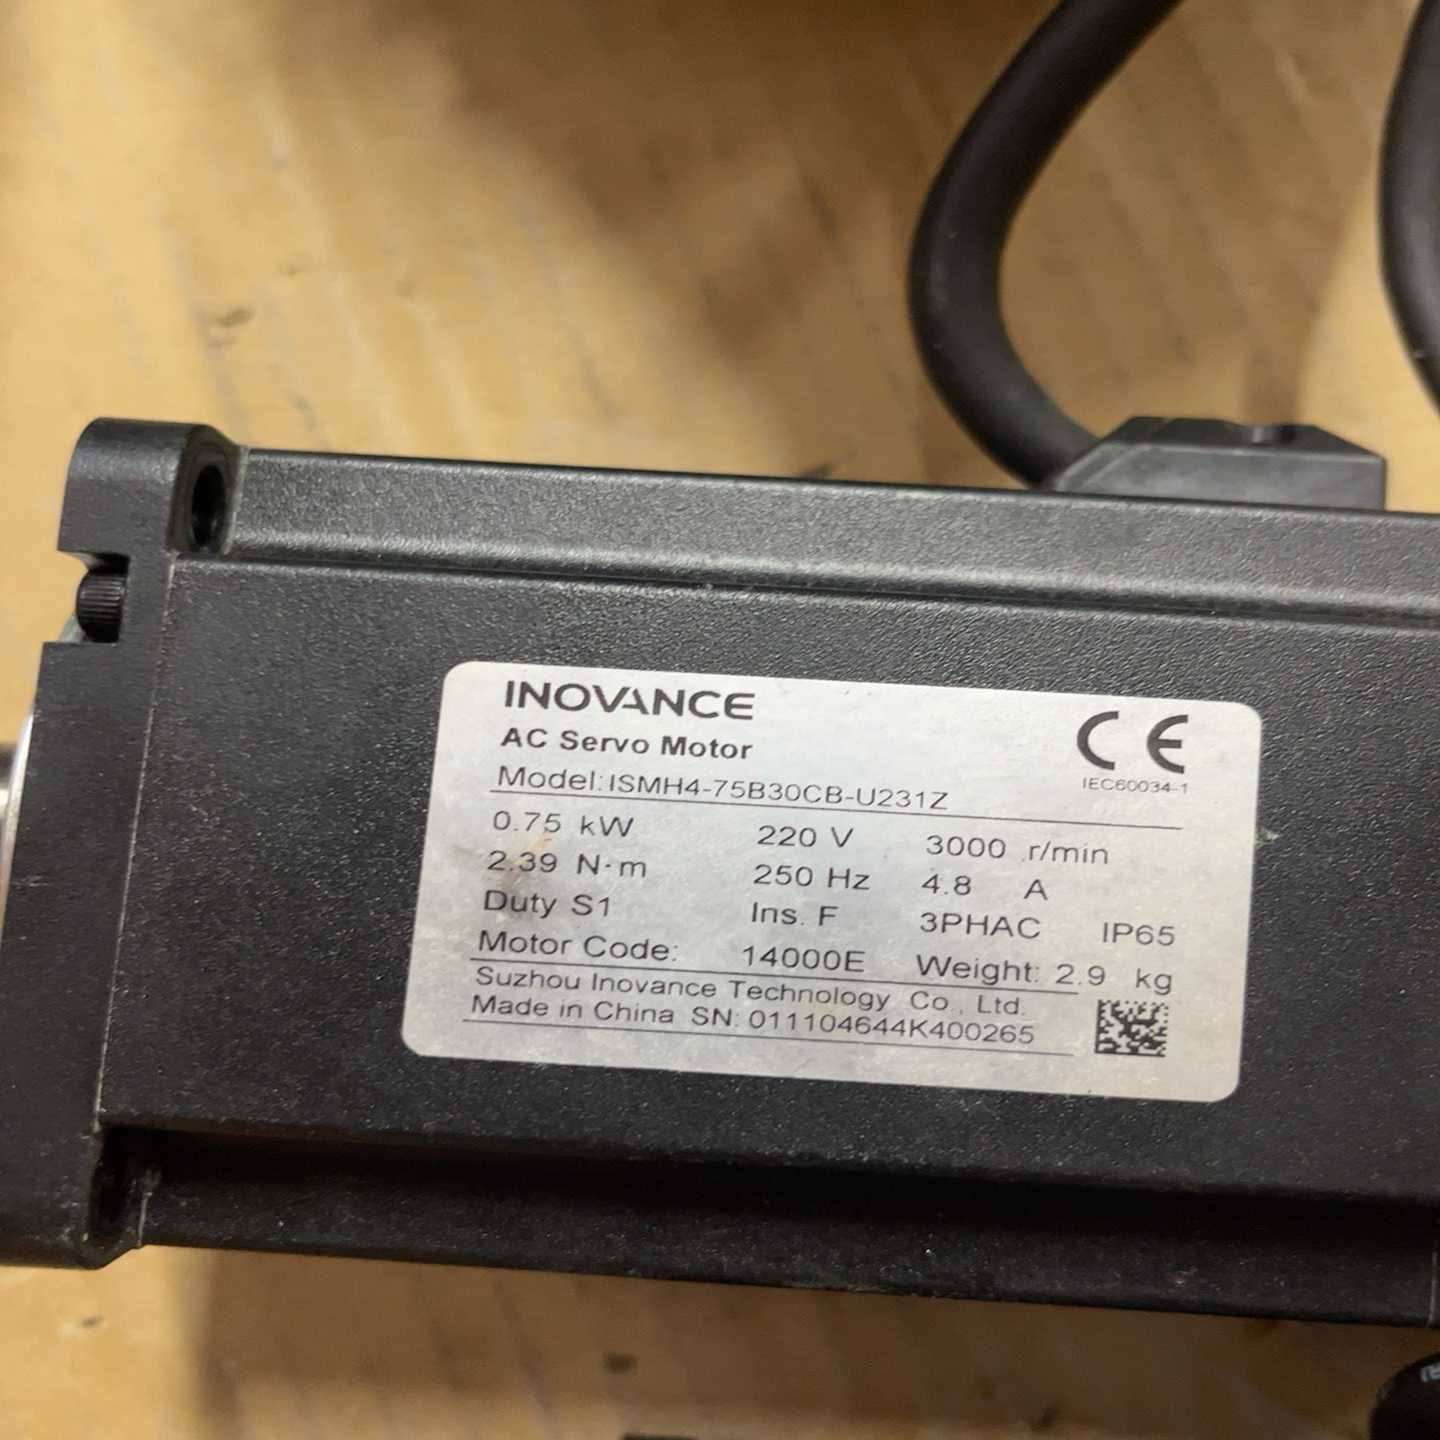 INOVANCE
AC Servo Motor
CE
IEC60034-1
Model:ISMH4-75B30CB-U231Z
0.75 kW 220 V 3000 r/min
2.39 N·m 250 Hz 4.8 A
Duty S1 Ins. F 3PHAC IP65
Motor Code: 14000E Weight: 2.9 kg
Suzhou Inovance Technology Co., Ltd.
Made in China SN: 011104644K400265